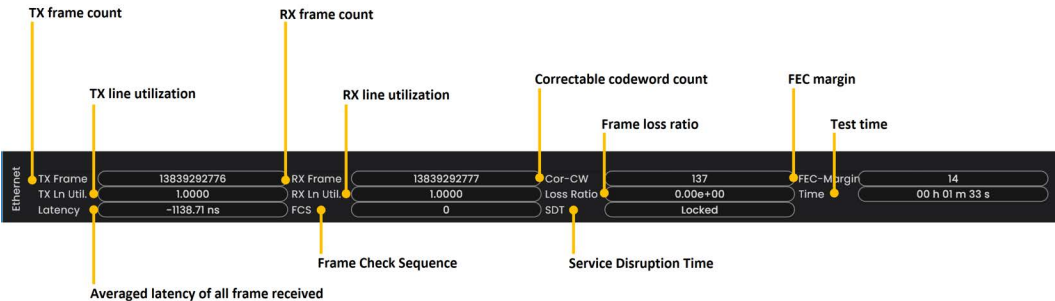 TX frame count
RX frame count
Correctable codeword count
FEC margin
TX line utilization
RX line utilization
Frame loss ratio
Test time
Ethernet
TX Frame 13839292776 RX Frame 13839292777 Cor-CW 137 FEC-Margin 14
TX Ln Util. 1.0000 RX Ln Util. 1.0000 Loss Ratio 0.00e+00 Time 00 h 01 m 33 s
Latency -1138.71 ns FCS 0 SDT Locked
Frame Check Sequence
Service Disruption Time
Averaged latency of all frame received